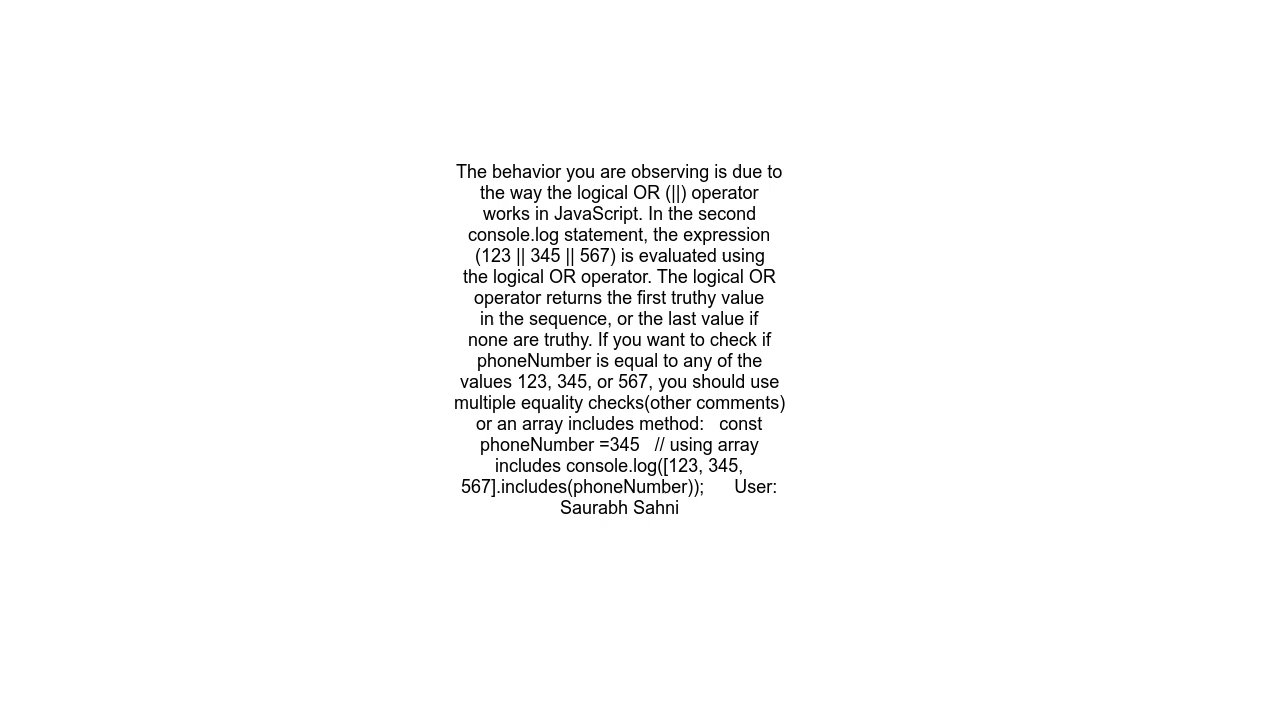 The behavior you are observing is due to
the way the logical OR (||) operator
works in JavaScript. In the second
console.log statement, the expression
(123 || 345 || 567) is evaluated using
the logical OR operator. The logical OR
operator returns the first truthy value
in the sequence, or the last value if
none are truthy. If you want to check if
phoneNumber is equal to any of the
values 123, 345, or 567, you should use
multiple equality checks(other comments)
or an array includes method:   const
phoneNumber =345   // using array
includes console.log([123, 345,
567].includes(phoneNumber));      User:
Saurabh Sahni